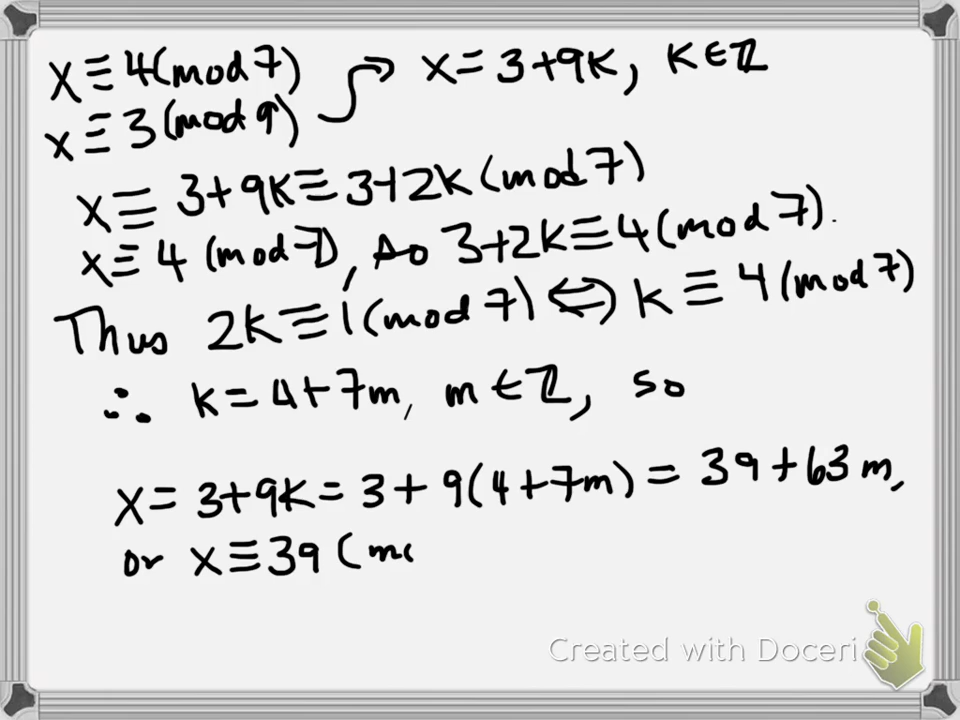 x ≡ 4 (mod 7)
x ≡ 3 (mod 9) → x = 3+9k, k ∈ ℤ
x ≡ 3+9k ≡ 3+2k (mod 7)
x ≡ 4 (mod 7), so 3+2k ≡ 4 (mod 7).
Thus 2k ≡ 1 (mod 7) ⇔ k ≡ 4 (mod 7)
∴ k = 4+7m, m ∈ ℤ, so
x = 3+9k = 3 + 9(4+7m) = 39+63m,
or x ≡ 39 (mo
Created with Doceri